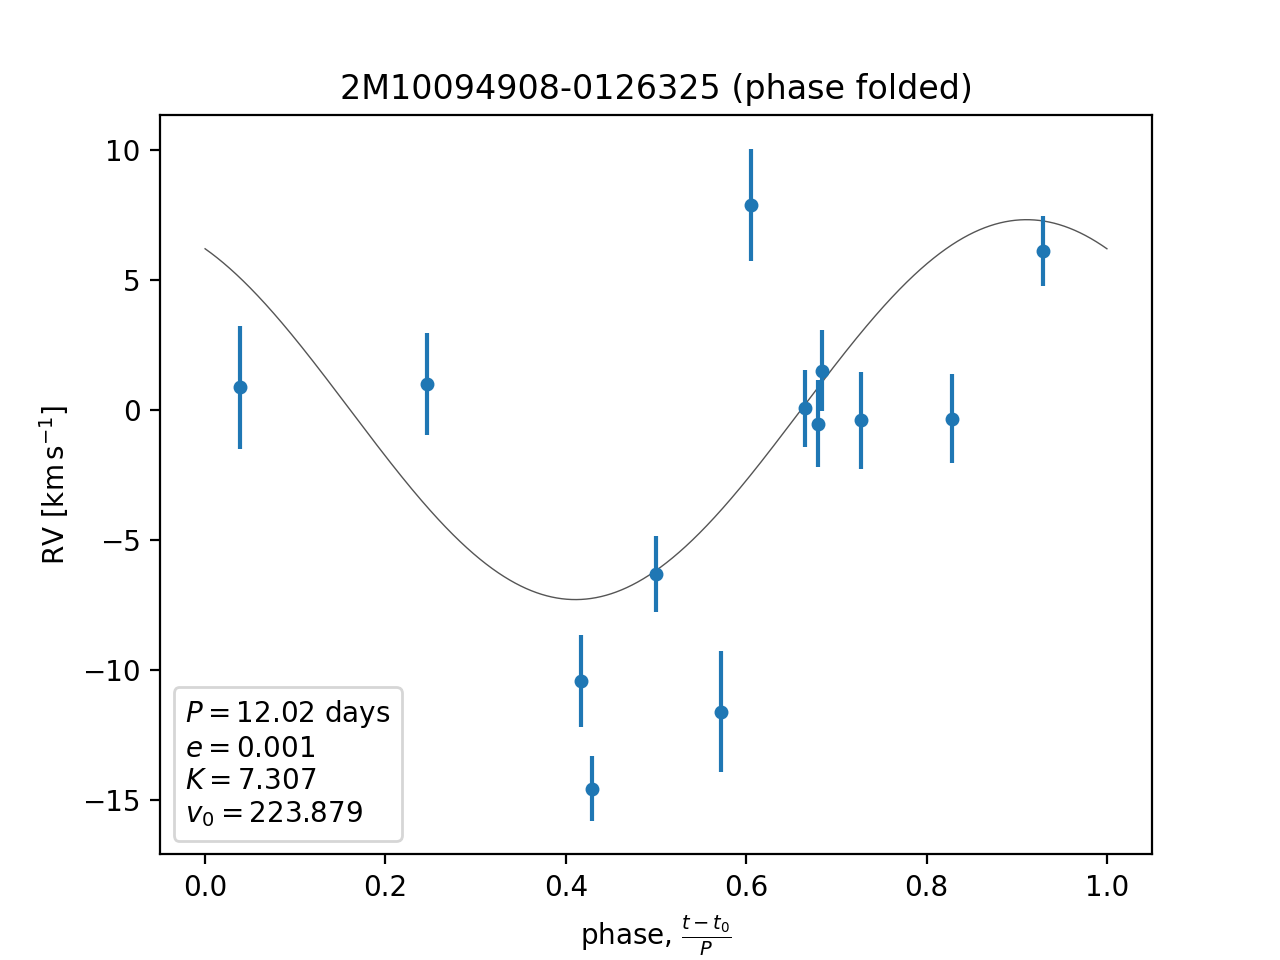 2M10094908-0126325 (phase folded)
10
5
0
−5
−10
−15
RV [km s⁻¹]
P = 12.02 days
e = 0.001
K = 7.307
v₀ = 223.879
0.0 0.2 0.4 0.6 0.8 1.0
phase, (t − t₀)/P